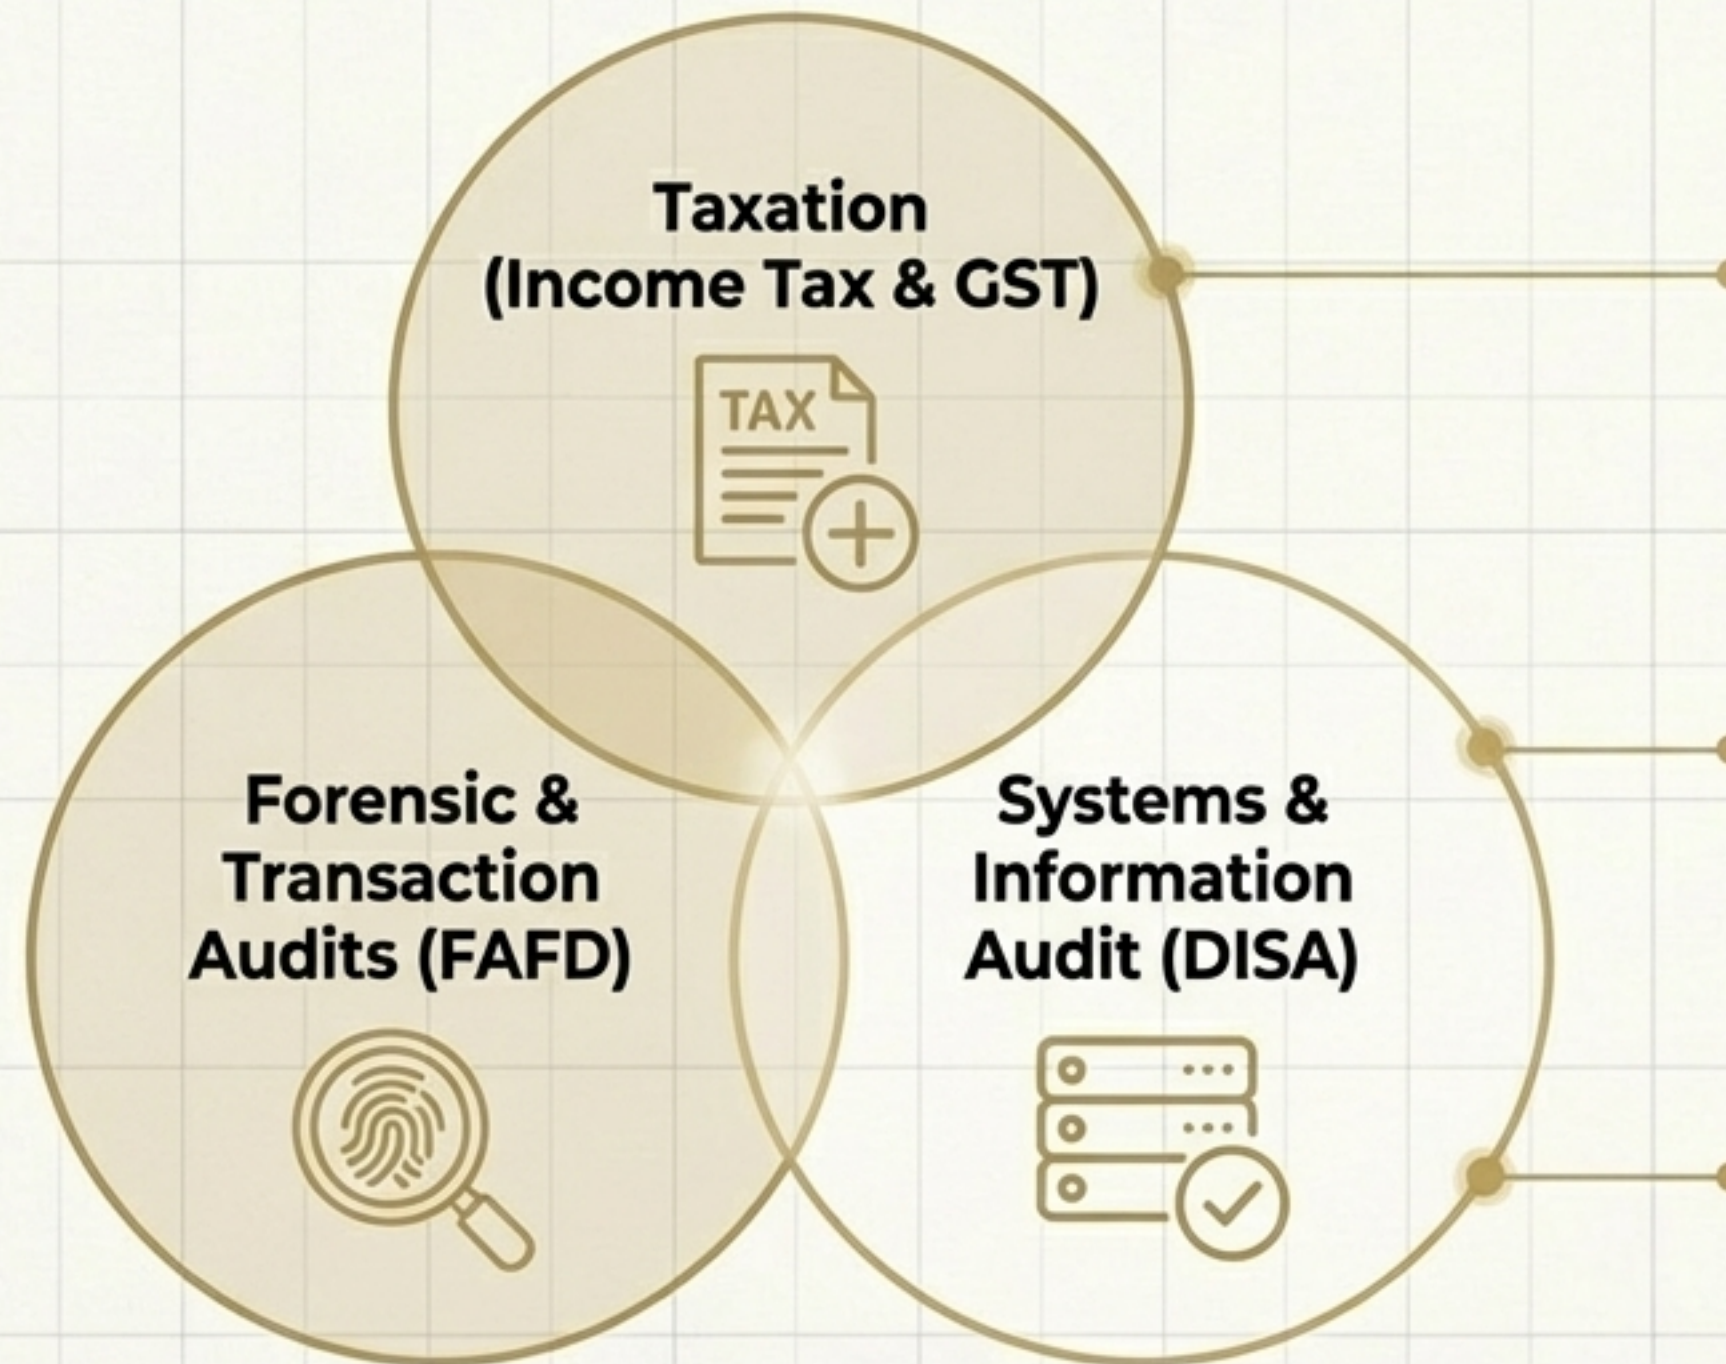 Taxation
(Income Tax & GST)
TAX
Forensic &
Transaction
Audits (FAFD)
Systems &
Information
Audit (DISA)